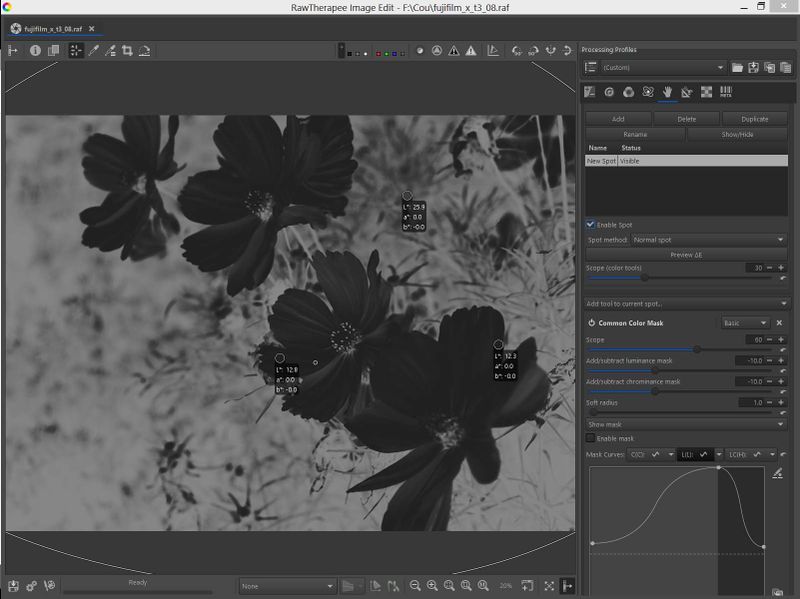 RawTherapee Image Edit - F:\Cou\fujifilm_x_t3_08.raf
fujifilm_x_t3_08.raf
Processing Profiles
(Custom)
META
Add Delete Duplicate
Rename Show/Hide
Name Status
New Spot Visible
Enable Spot
Spot method: Normal spot
Preview ΔE
Scope (color tools) 30
Add tool to current spot...
Common Color Mask Basic
Scope 60
Add/subtract luminance mask -10.0
Add/subtract chrominance mask -10.0
Soft radius 1.0
Show mask
Enable mask
Mask Curves: C(C): L(L): LC(H):
L*: 25.9
a*: 0.0
b*: -0.0
L*: 12.8
a*: 0.0
b*: -0.0
L*: 12.3
a*: 0.0
b*: -0.0
Ready
None
20%